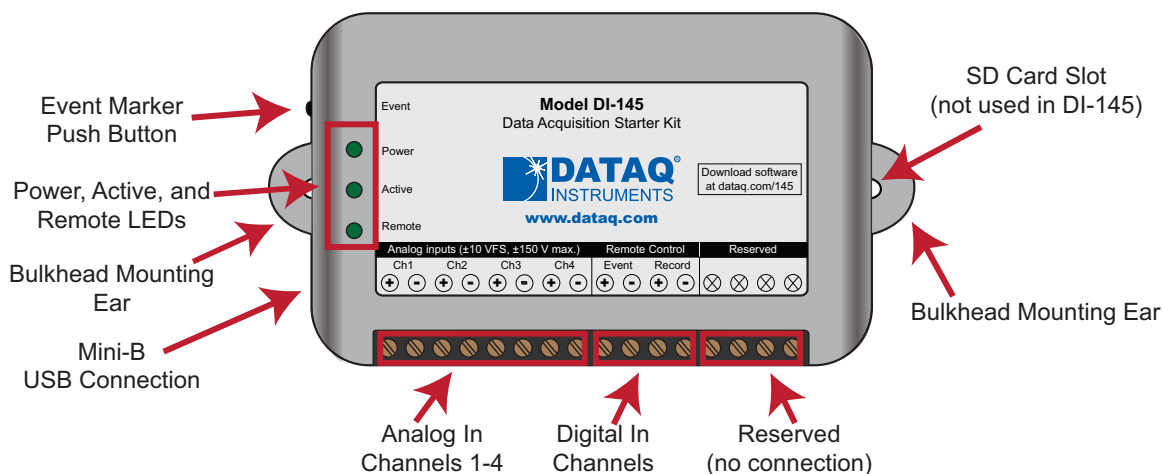 Event Marker
Push Button
Power, Active, and
Remote LEDs
Bulkhead Mounting
Ear
Mini-B
USB Connection
Event
Power
Active
Remote
Model DI-145
Data Acquisition Starter Kit
DATAQ®
INSTRUMENTS
www.dataq.com
Download software
at dataq.com/145
Analog inputs (±10 VFS, ±150 V max.) Remote Control Reserved
Ch1 Ch2 Ch3 Ch4 Event Record
+ - + - + - + - + - + -
SD Card Slot
(not used in DI-145)
Bulkhead Mounting Ear
Analog In
Channels 1-4
Digital In
Channels
Reserved
(no connection)